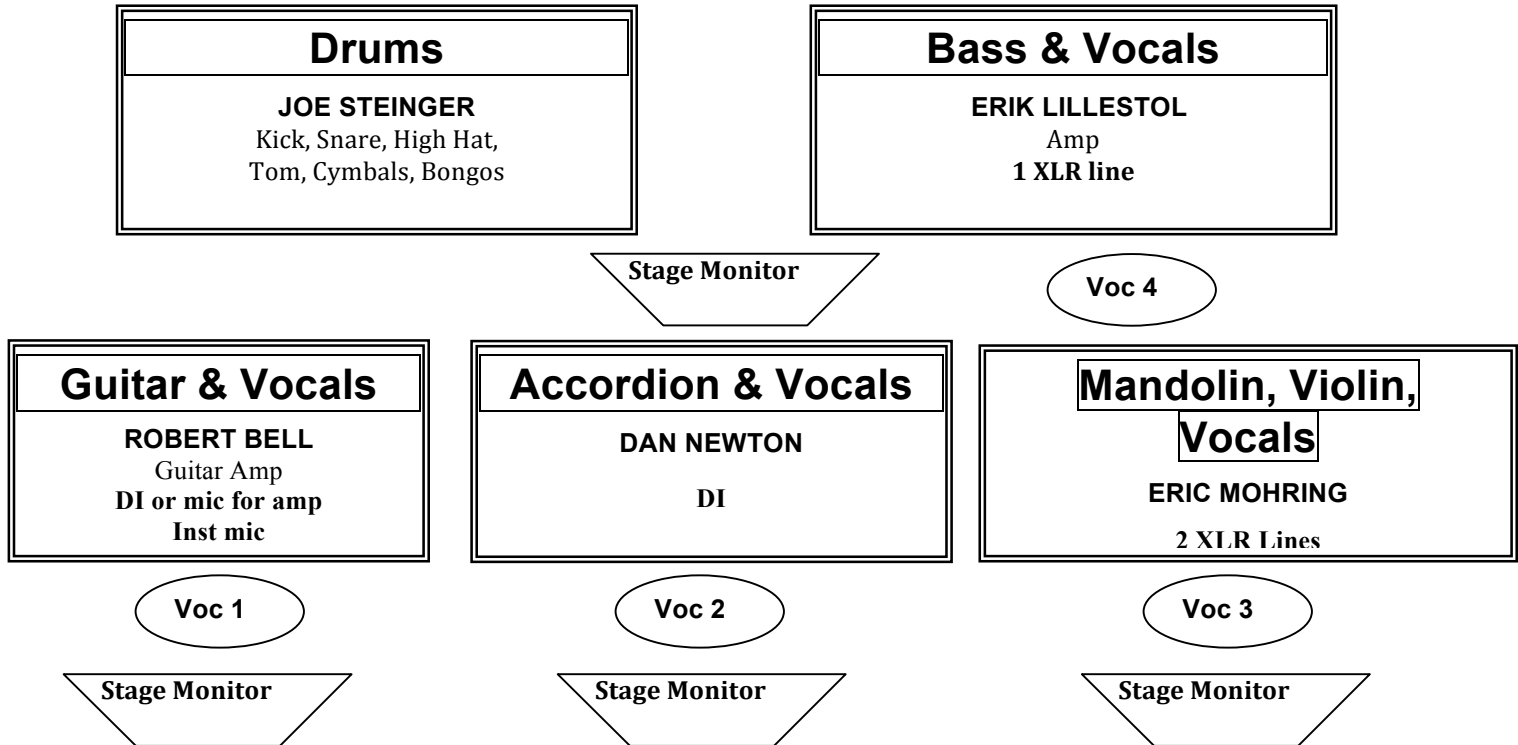 Drums
JOE STEINGER
Kick, Snare, High Hat,
Tom, Cymbals, Bongos
Bass & Vocals
ERIK LILLESTOL
Amp
1 XLR line
Stage Monitor
Voc 4
Guitar & Vocals
ROBERT BELL
Guitar Amp
DI or mic for amp
Inst mic
Accordion & Vocals
DAN NEWTON
DI
Mandolin, Violin,
Vocals
ERIC MOHRING
2 XLR Lines
Voc 1
Voc 2
Voc 3
Stage Monitor
Stage Monitor
Stage Monitor